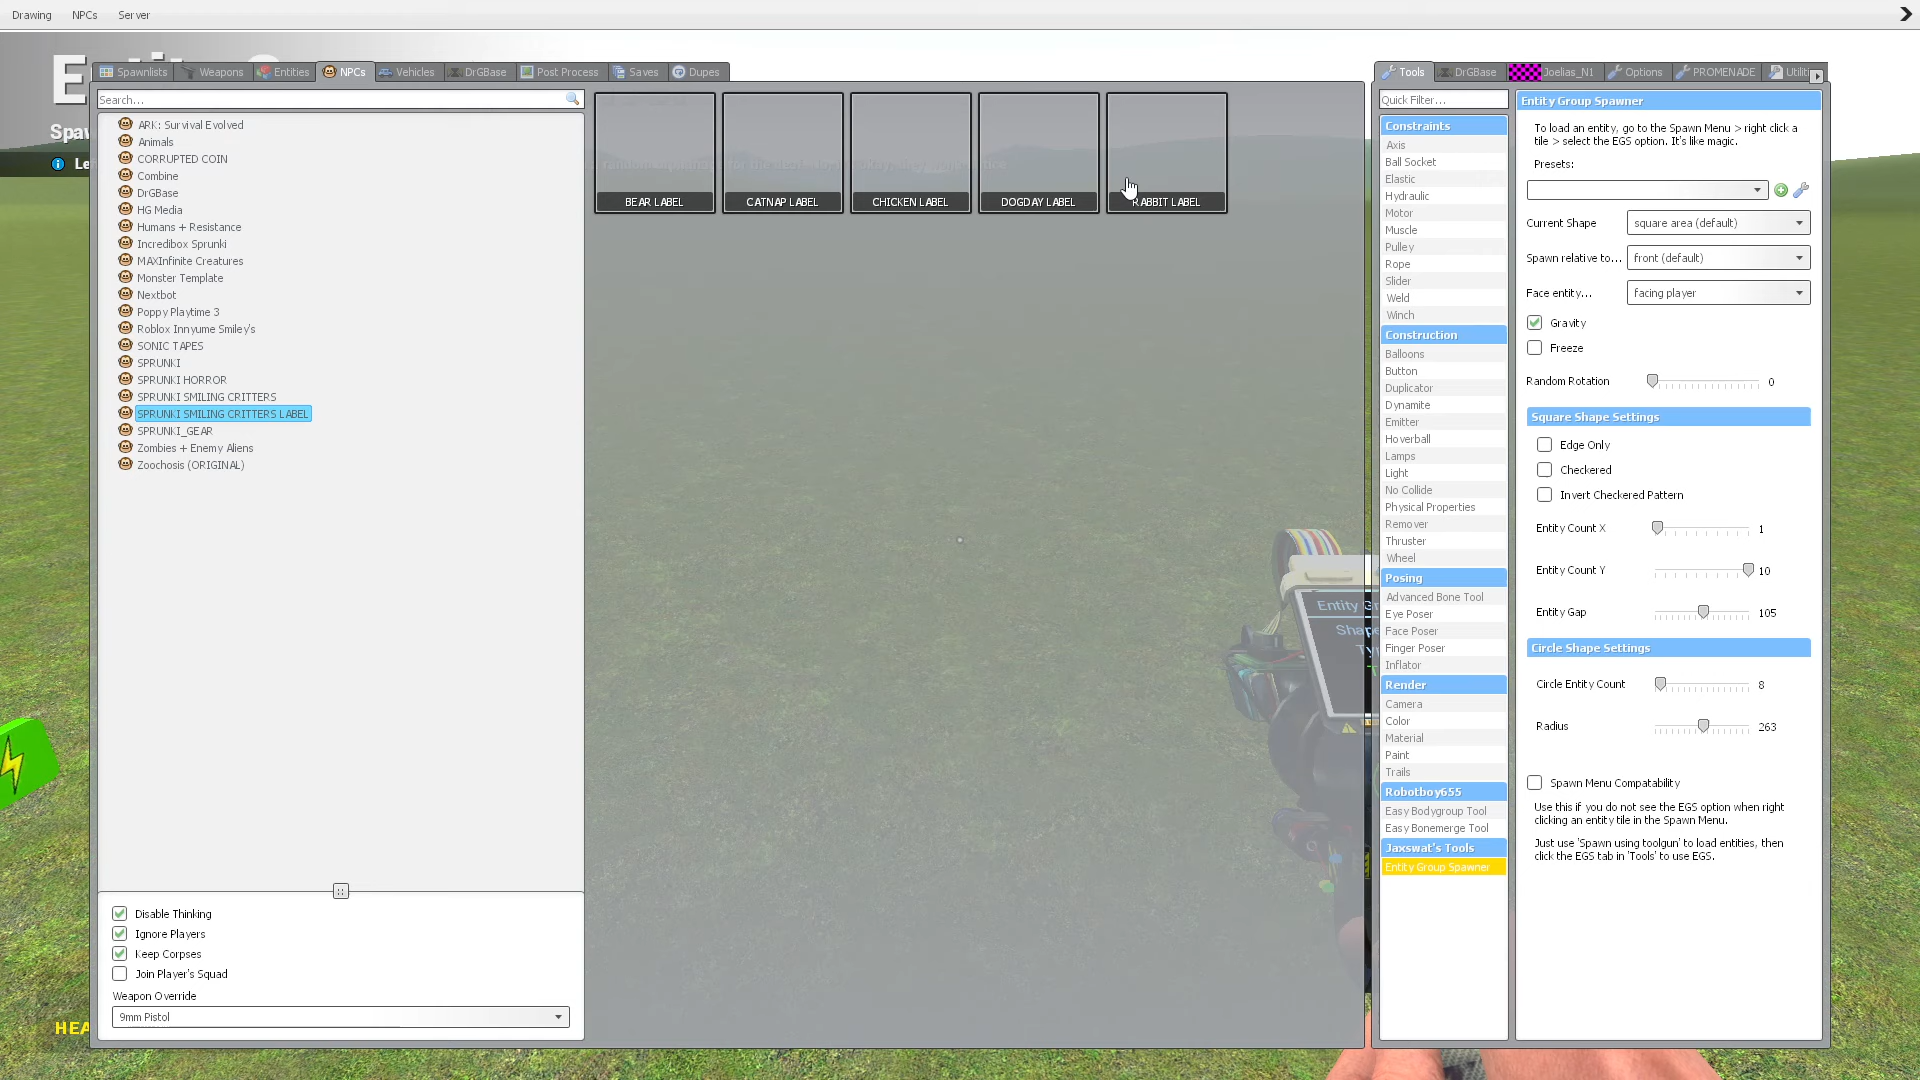 Drawing NPCs Server
Spawnlists Weapons Entities NPCs Vehicles DrGBase Post Process Saves Dupes
Search...
ARK: Survival Evolved
Animals
CORRUPTED COIN
Combine
DrGBase
HG Media
Humans + Resistance
Incredibox Sprunki
MAXInfinite Creatures
Monster Template
Nextbot
Poppy Playtime 3
Roblox Innyume Smiley's
SONIC TAPES
SPRUNKI
SPRUNKI HORROR
SPRUNKI SMILING CRITTERS
SPRUNKI SMILING CRITTERS LABEL
SPRUNKI_GEAR
Zombies + Enemy Aliens
Zoochosis (ORIGINAL)
Disable Thinking
Ignore Players
Keep Corpses
Join Player's Squad
Weapon Override
9mm Pistol
BEAR LABEL
CATNAP LABEL
CHICKEN LABEL
DOGDAY LABEL
RABBIT LABEL
Tools DrGBase Joelias_N1 Options PROMENADE Utilit
Quick Filter...
Constraints
Axis
Ball Socket
Elastic
Hydraulic
Motor
Muscle
Pulley
Rope
Slider
Weld
Winch
Construction
Balloons
Button
Duplicator
Dynamite
Emitter
Hoverball
Lamps
Light
No Collide
Physical Properties
Remover
Thruster
Wheel
Posing
Advanced Bone Tool
Eye Poser
Face Poser
Finger Poser
Inflator
Render
Camera
Color
Material
Paint
Trails
Robotboy655
Easy Bodygroup Tool
Easy Bonemerge Tool
Jaxswat's Tools
Entity Group Spawner
Entity Group Spawner
To load an entity, go to the Spawn Menu > right click a
tile > select the EGS option. It's like magic.
Presets:
Current Shape square area (default)
Spawn relative to... front (default)
Face entity... facing player
Gravity
Freeze
Random Rotation 0
Square Shape Settings
Edge Only
Checkered
Invert Checkered Pattern
Entity Count X 1
Entity Count Y 10
Entity Gap 105
Circle Shape Settings
Circle Entity Count 8
Radius 263
Spawn Menu Compatability
Use this if you do not see the EGS option when right
clicking an entity tile in the Spawn Menu.
Just use 'Spawn using toolgun' to load entities, then
click the EGS tab in 'Tools' to use EGS.
E
Spaw
Le
Entity G
Shape
Ty
HEA